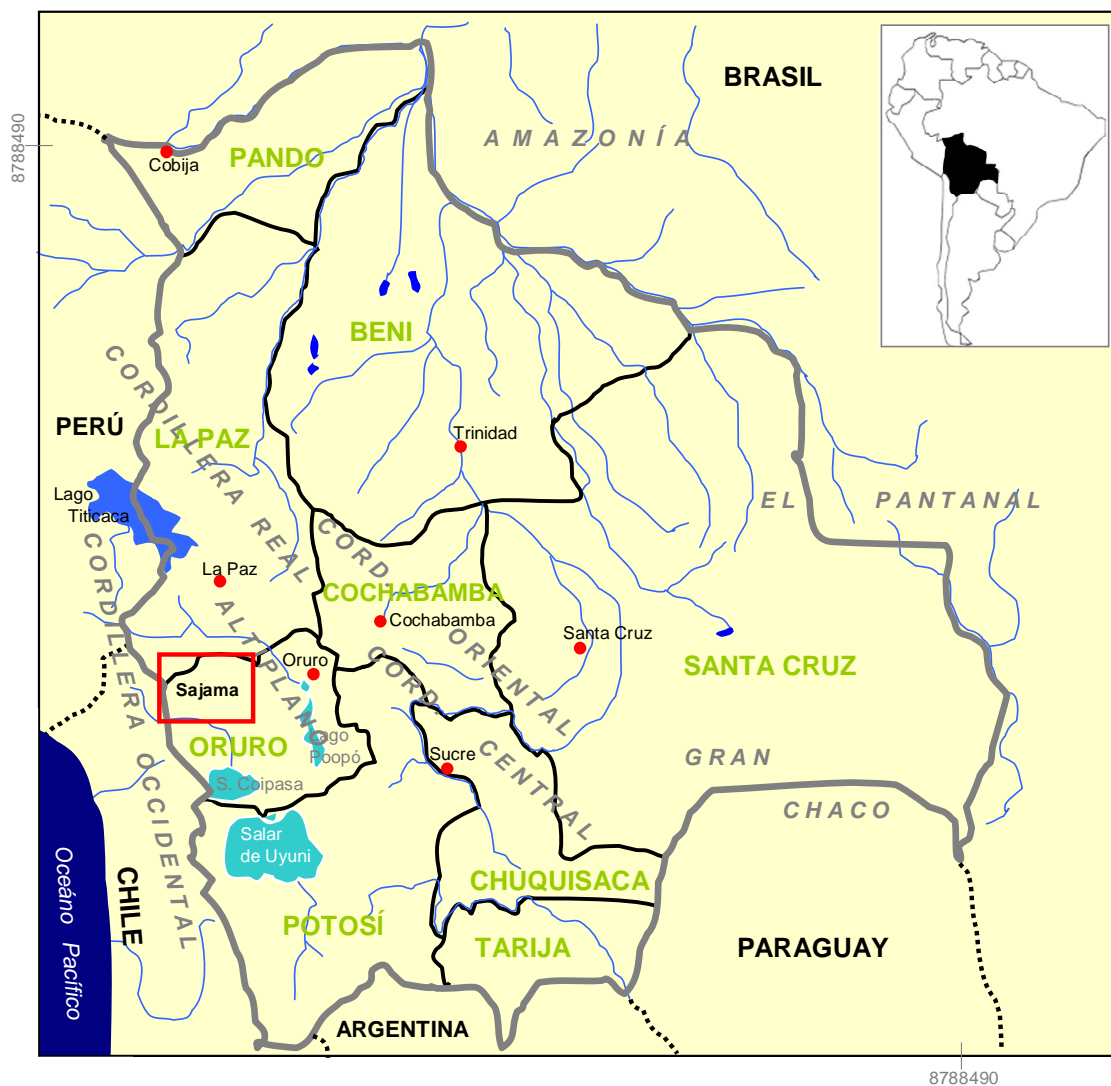 BRASIL
AMAZONÍA
8788490
PANDO
Cobija
BENI
CORDILLERA REAL
PERÚ
LA PAZ
Trinidad
Lago
Titicaca
EL PANTANAL
CORD. ORIENTAL
La Paz
COCHABAMBA
Cochabamba
ALTIPLANO
Santa Cruz
SANTA CRUZ
Oruro
Sajama
CORD. CENTRAL
CORDILLERA OCCIDENTAL
ORURO
Lago
Poopó
Sucre
GRAN
CHACO
S. Coipasa
Salar
de Uyuni
Oceáno Pacífico
CHILE
CHUQUISACA
POTOSÍ
TARIJA
PARAGUAY
ARGENTINA
8788490